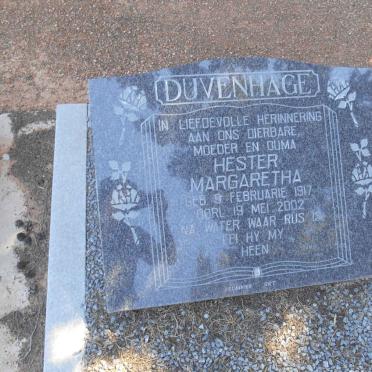 DUVENHAGE
IN LIEFDEVOLLE HERINNERING
AAN ONS DIERBARE
MOEDER EN OUMA
HESTER
MARGARETHA
GEB 9 FEBRUARIE 1917
OORL 19 MEI 2002
NA WATER WAAR RUS IS
LEI HY MY
HEEN